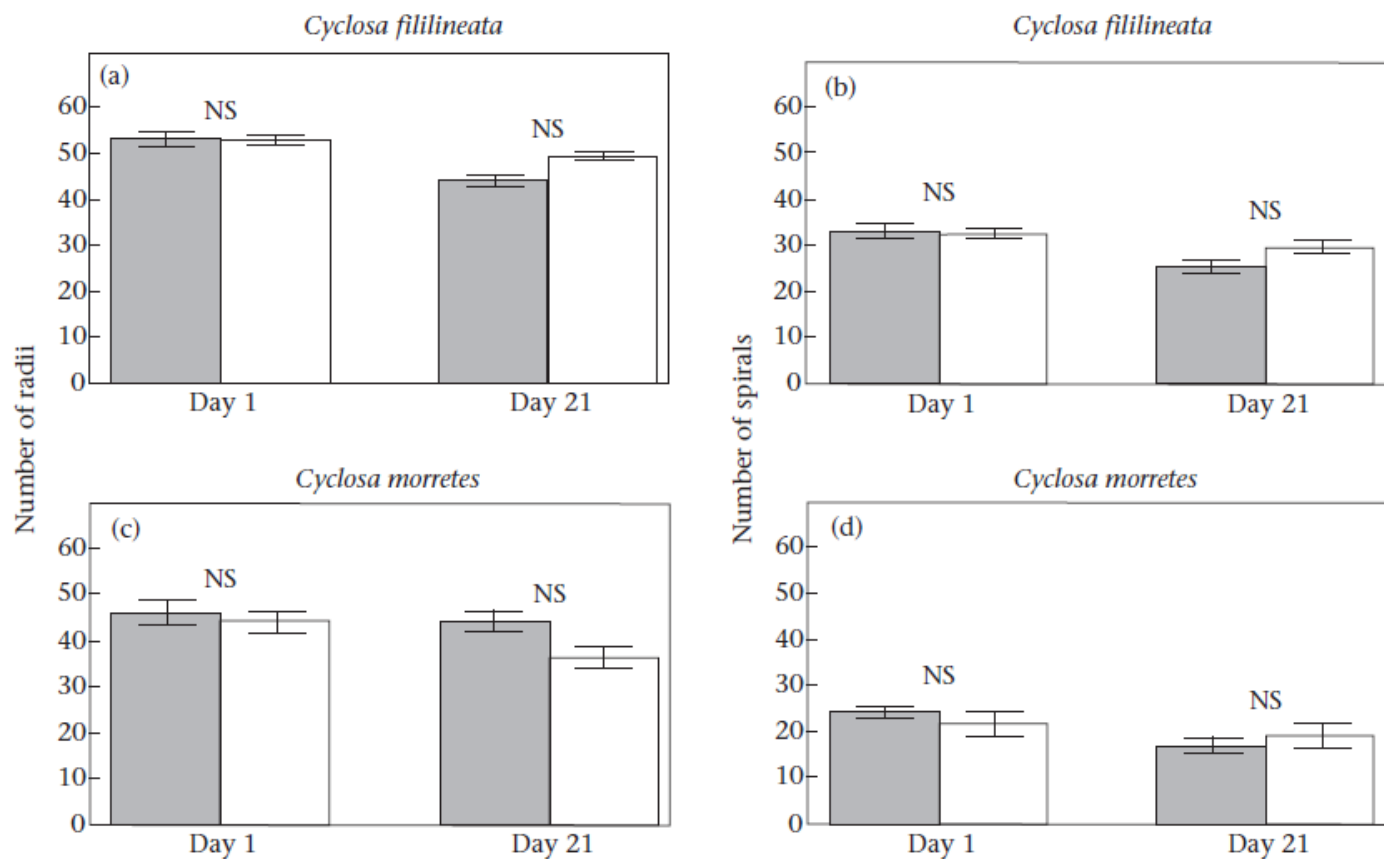 Cyclosa fililineata
(a)
NS
NS
60
50
40
30
20
10
0
Day 1
Day 21
Cyclosa fililineata
(b)
NS
NS
60
50
40
30
20
10
0
Day 1
Day 21
Number of radii
Number of spirals
Cyclosa morretes
(c)
NS
NS
60
50
40
30
20
10
0
Day 1
Day 21
Cyclosa morretes
(d)
NS
NS
60
50
40
30
20
10
0
Day 1
Day 21